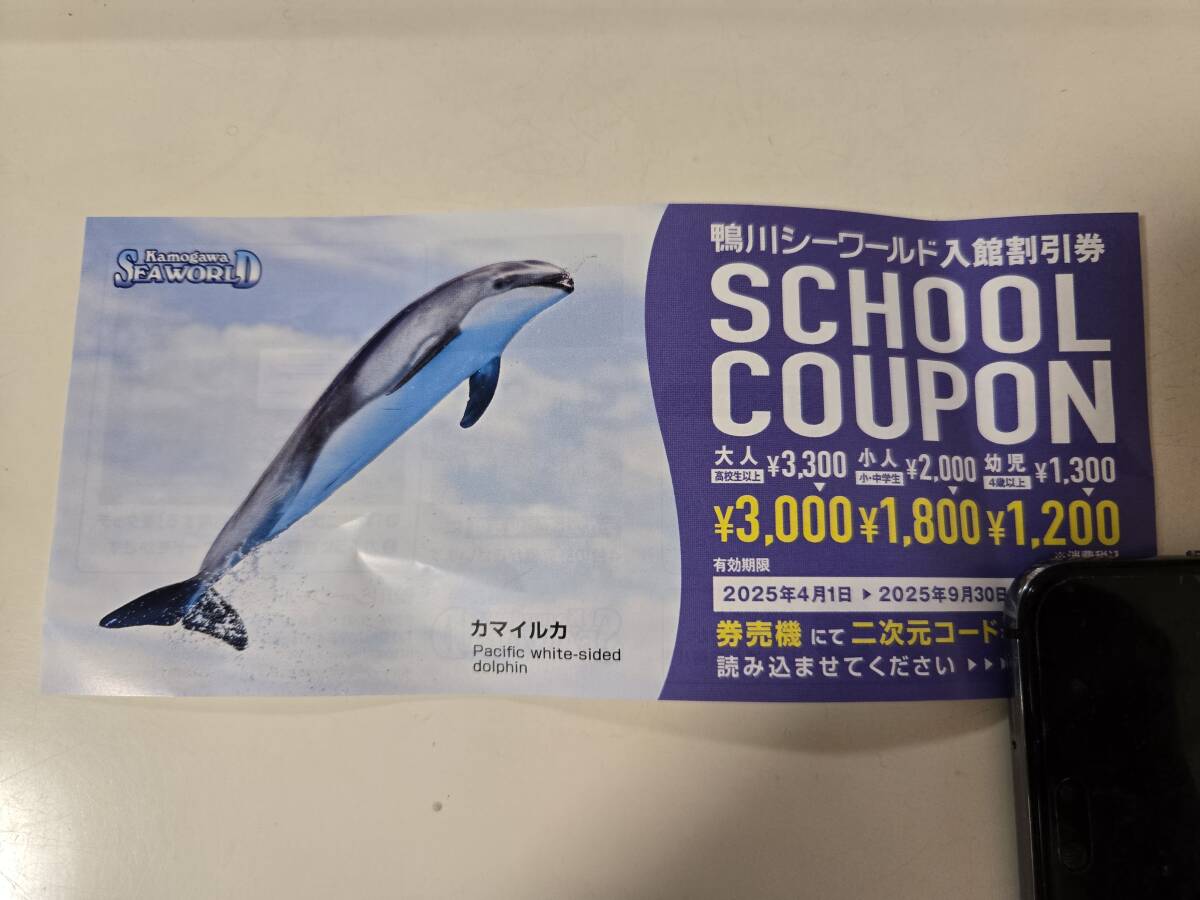 Kamogawa
SEAWORLD
カマイルカ
Pacific white-sided
dolphin
鴨川シーワールド入館割引券
SCHOOL
COUPON
大人 高校生以上 ¥3,300 小人 小・中学生 ¥2,000 幼児 4歳以上 ¥1,300
¥3,000 ¥1,800 ¥1,200
※消費税込
有効期限
2025年4月1日 ▶ 2025年9月30日
券売機にて二次元コード
読み込ませてください ▶▶▶